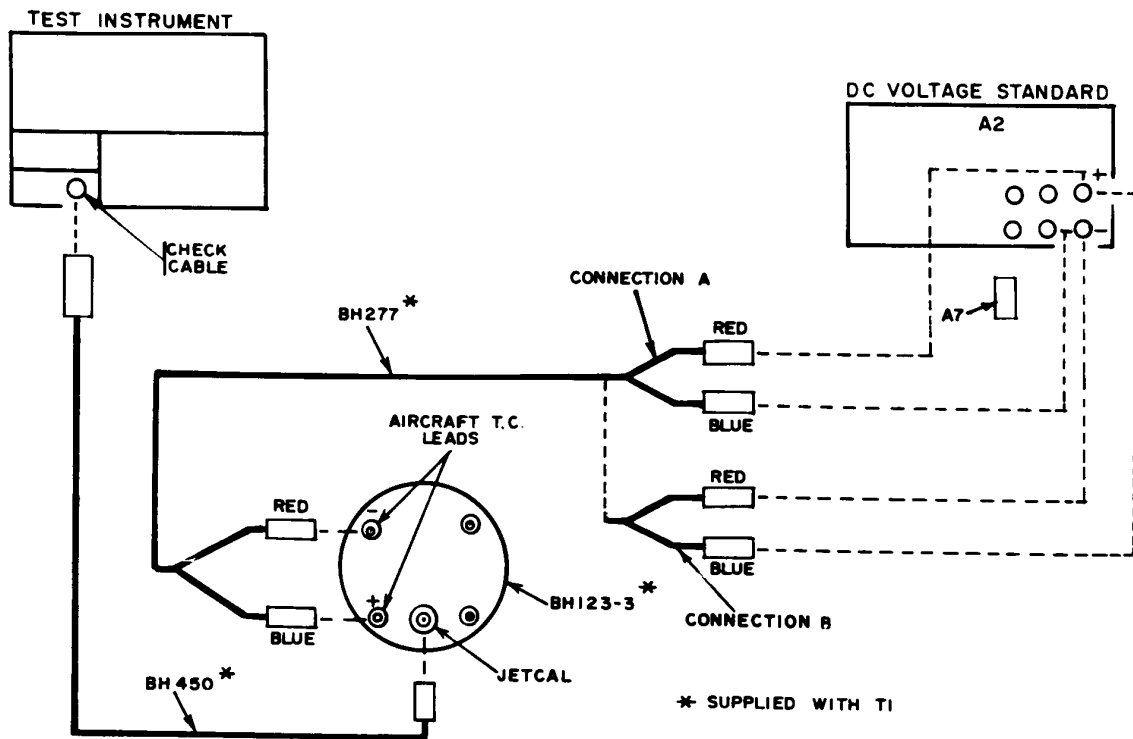 TEST INSTRUMENT
DC VOLTAGE STANDARD
A2
+
-
CHECK
CABLE
A7
CONNECTION A
BH277 *
RED
BLUE
AIRCRAFT T.C.
LEADS
RED
-
RED
BLUE
+
BLUE
BH123-3 *
CONNECTION B
JETCAL
BH450 *
* SUPPLIED WITH TI